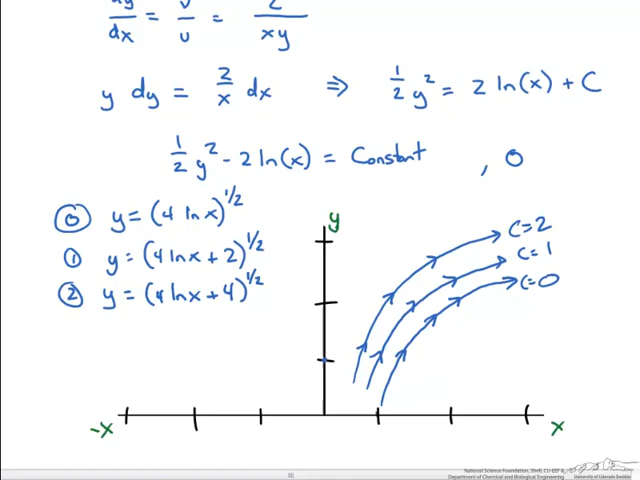 dy/dx = v/u = 2/xy
y dy = 2/x dx ⇒ 1/2 y² = 2 ln(x) + C
1/2 y² - 2 ln(x) = Constant , 0
⓪ y = (4 ln x)^1/2
① y = (4 ln x + 2)^1/2
② y = (4 ln x + 4)^1/2
y
C=2
C=1
C=0
-x
x
National Science Foundation, Shell, CU-EEF &
Department of Chemical and Biological Engineering
University of Colorado Boulder